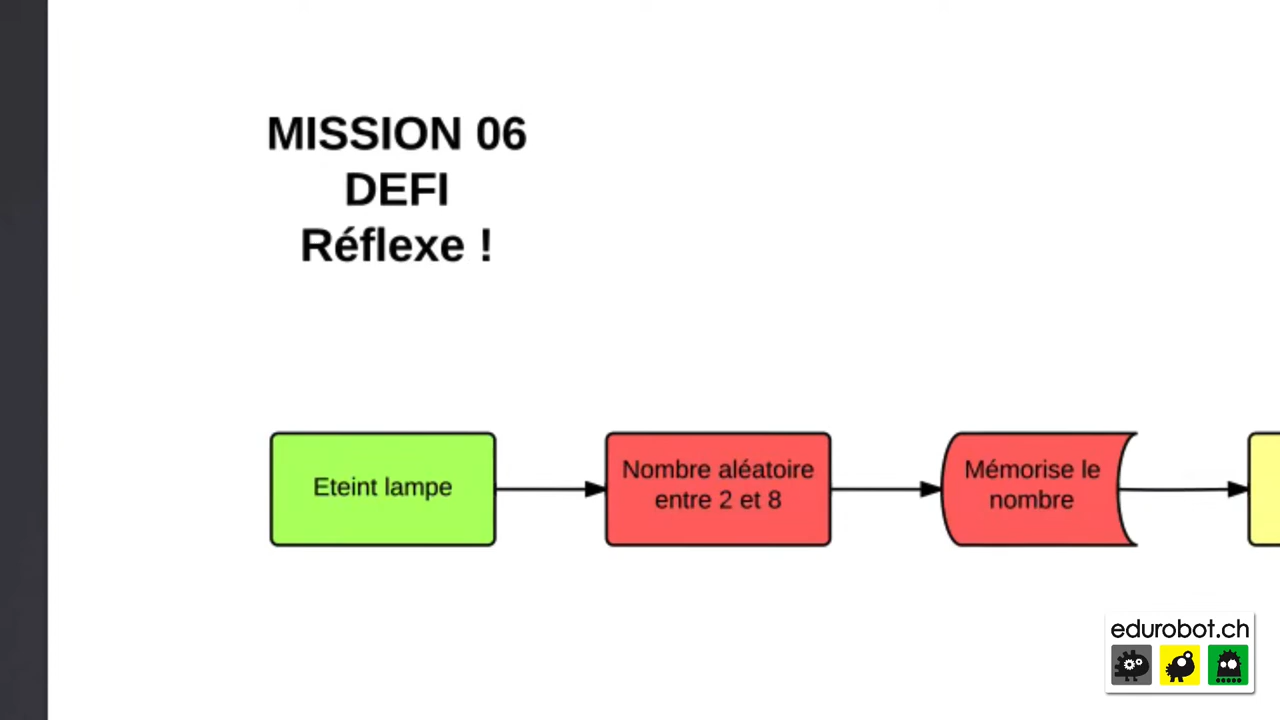 MISSION 06
DEFI
Réflexe !
Eteint lampe
Nombre aléatoire
entre 2 et 8
Mémorise le
nombre
edurobot.ch